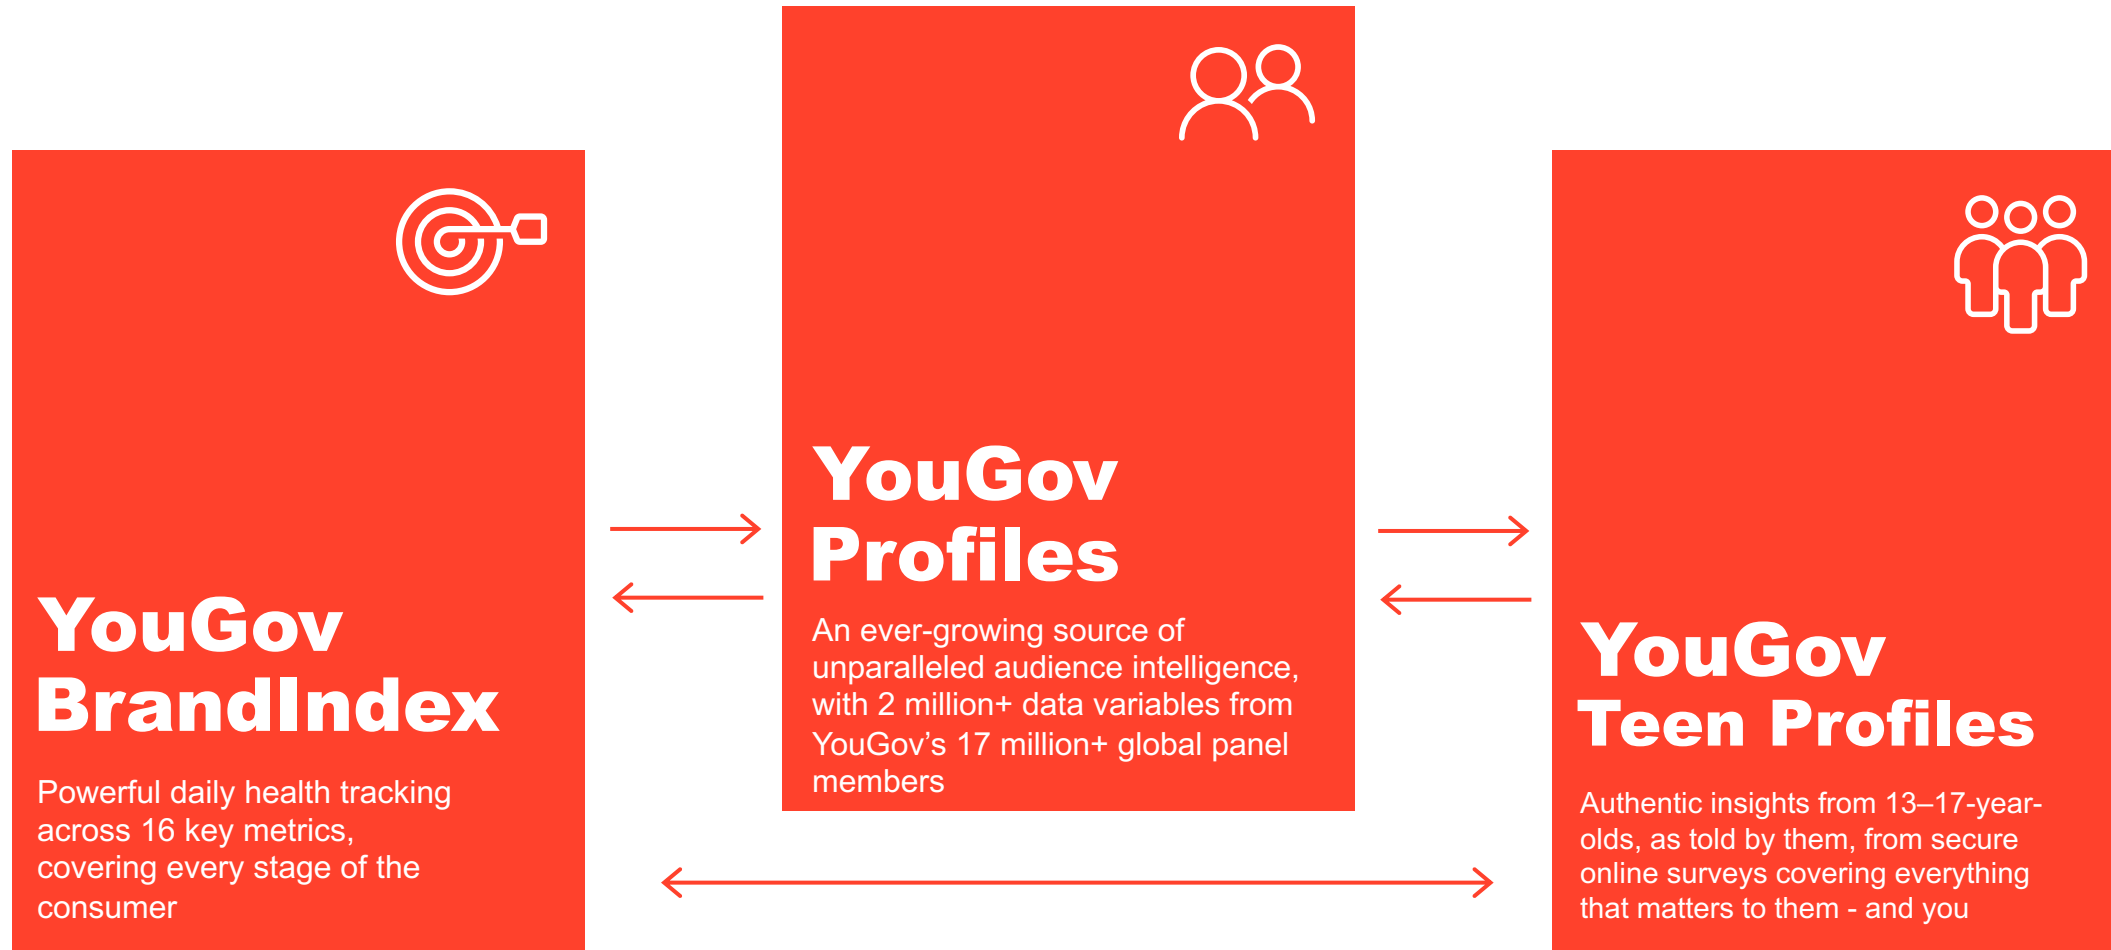 YouGov
BrandIndex
Powerful daily health tracking
across 16 key metrics,
covering every stage of the
consumer
YouGov
Profiles
An ever-growing source of
unparalleled audience intelligence,
with 2 million+ data variables from
YouGov’s 17 million+ global panel
members
YouGov
Teen Profiles
Authentic insights from 13–17-year-
olds, as told by them, from secure
online surveys covering everything
that matters to them - and you